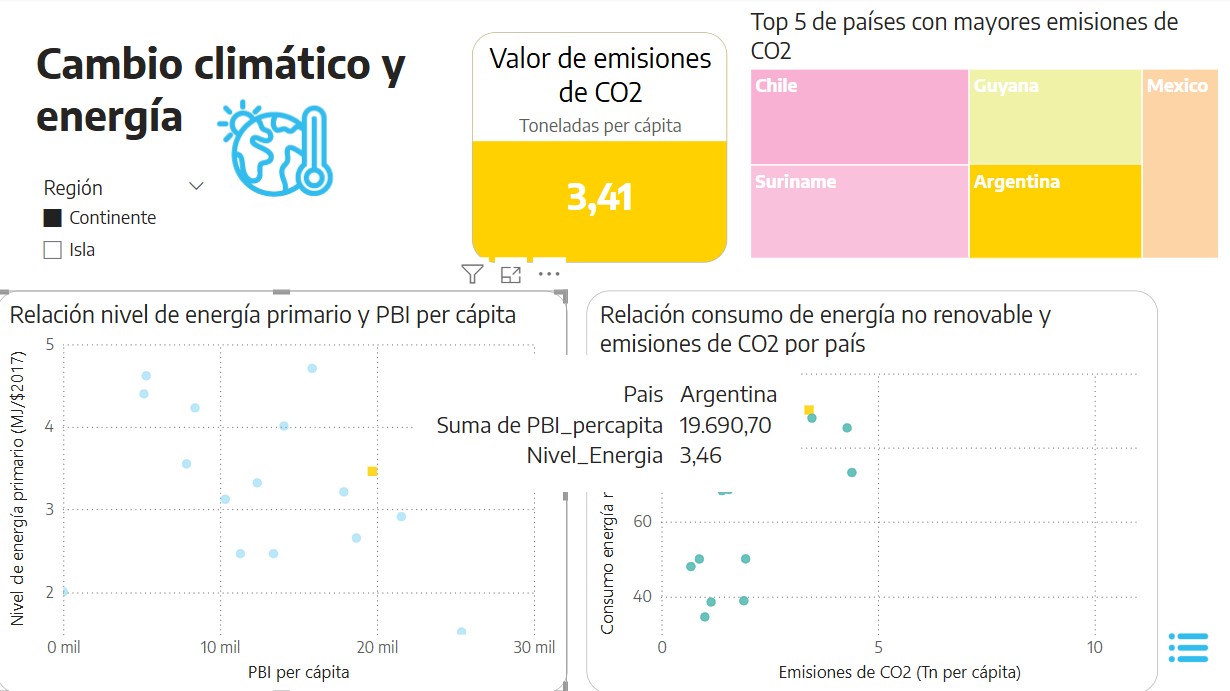 Cambio climático y
energía
Región
Continente
Isla
Valor de emisiones
de CO2
Toneladas per cápita
3,41
Top 5 de países con mayores emisiones de
CO2
Chile
Guyana
Mexico
Suriname
Argentina
Relación nivel de energía primario y PBI per cápita
Nivel de energía primario (MJ/$2017)
5
4
3
2
0 mil
10 mil
20 mil
30 mil
PBI per cápita
Pais Argentina
Suma de PBI_percapita 19.690,70
Nivel_Energia 3,46
Relación consumo de energía no renovable y
emisiones de CO2 por país
Consumo energía
60
40
0
5
10
Emisiones de CO2 (Tn per cápita)